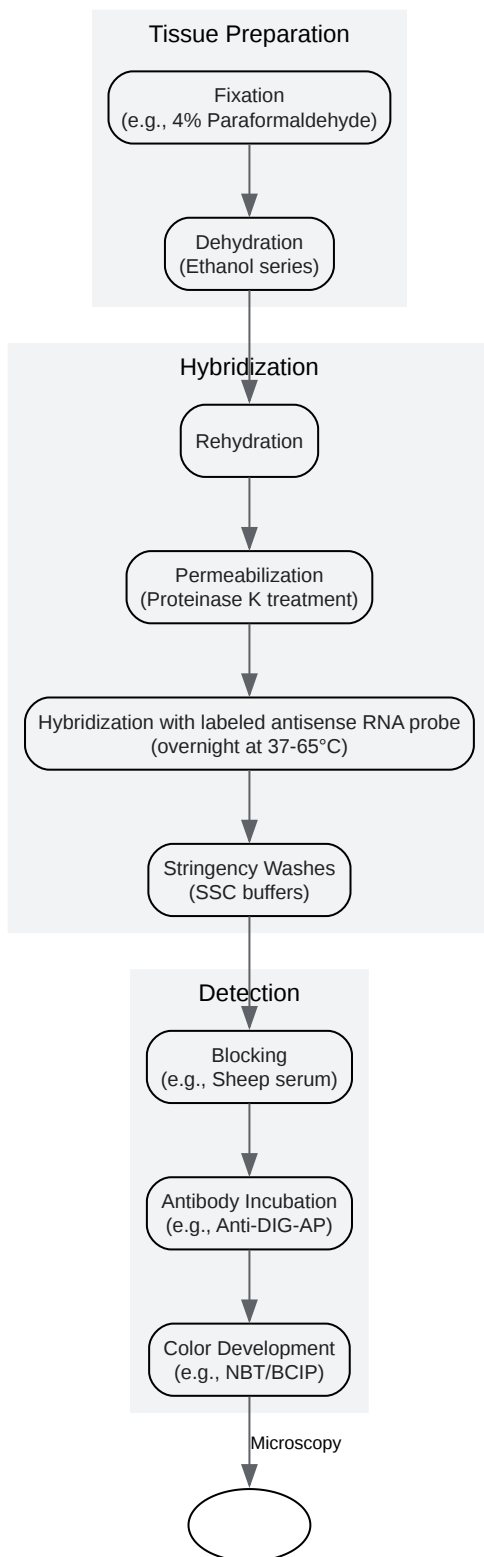 Tissue Preparation
Fixation
(e.g., 4% Paraformaldehyde)
Dehydration
(Ethanol series)
Hybridization
Rehydration
Permeabilization
(Proteinase K treatment)
Hybridization with labeled antisense RNA probe
(overnight at 37-65°C)
Stringency Washes
(SSC buffers)
Detection
Blocking
(e.g., Sheep serum)
Antibody Incubation
(e.g., Anti-DIG-AP)
Color Development
(e.g., NBT/BCIP)
Microscopy